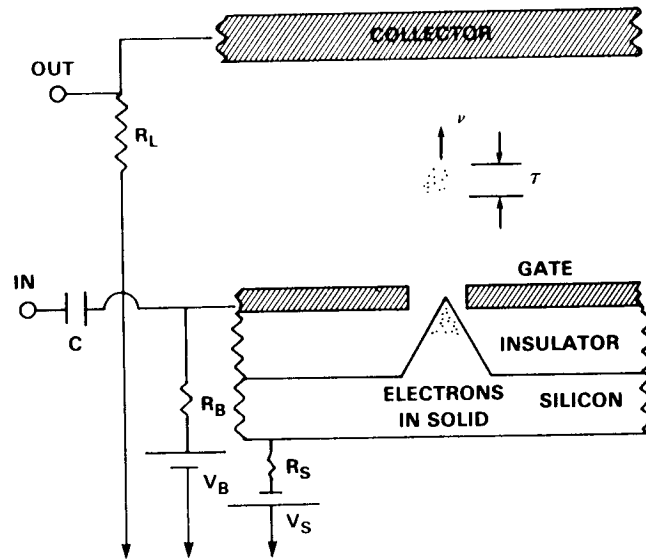 COLLECTOR
OUT
R_L
ν
τ
IN
C
GATE
INSULATOR
ELECTRONS
IN SOLID
SILICON
R_B
V_B
R_S
V_S